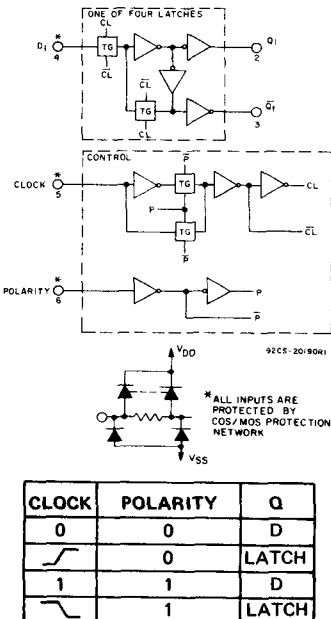 ONE OF FOUR LATCHES
CL
D1 * 4
TG
CL
Q1
2
CL
TG
CL
Q1
3
CONTROL
P
CLOCK * 5
TG
CL
P
TG
CL
P
POLARITY * 6
P
P
92CS-20190R1
VDD
* ALL INPUTS ARE
PROTECTED BY
COS/MOS PROTECTION
NETWORK
VSS
CLOCK POLARITY Q
0 0 D
0 LATCH
1 1 D
1 LATCH